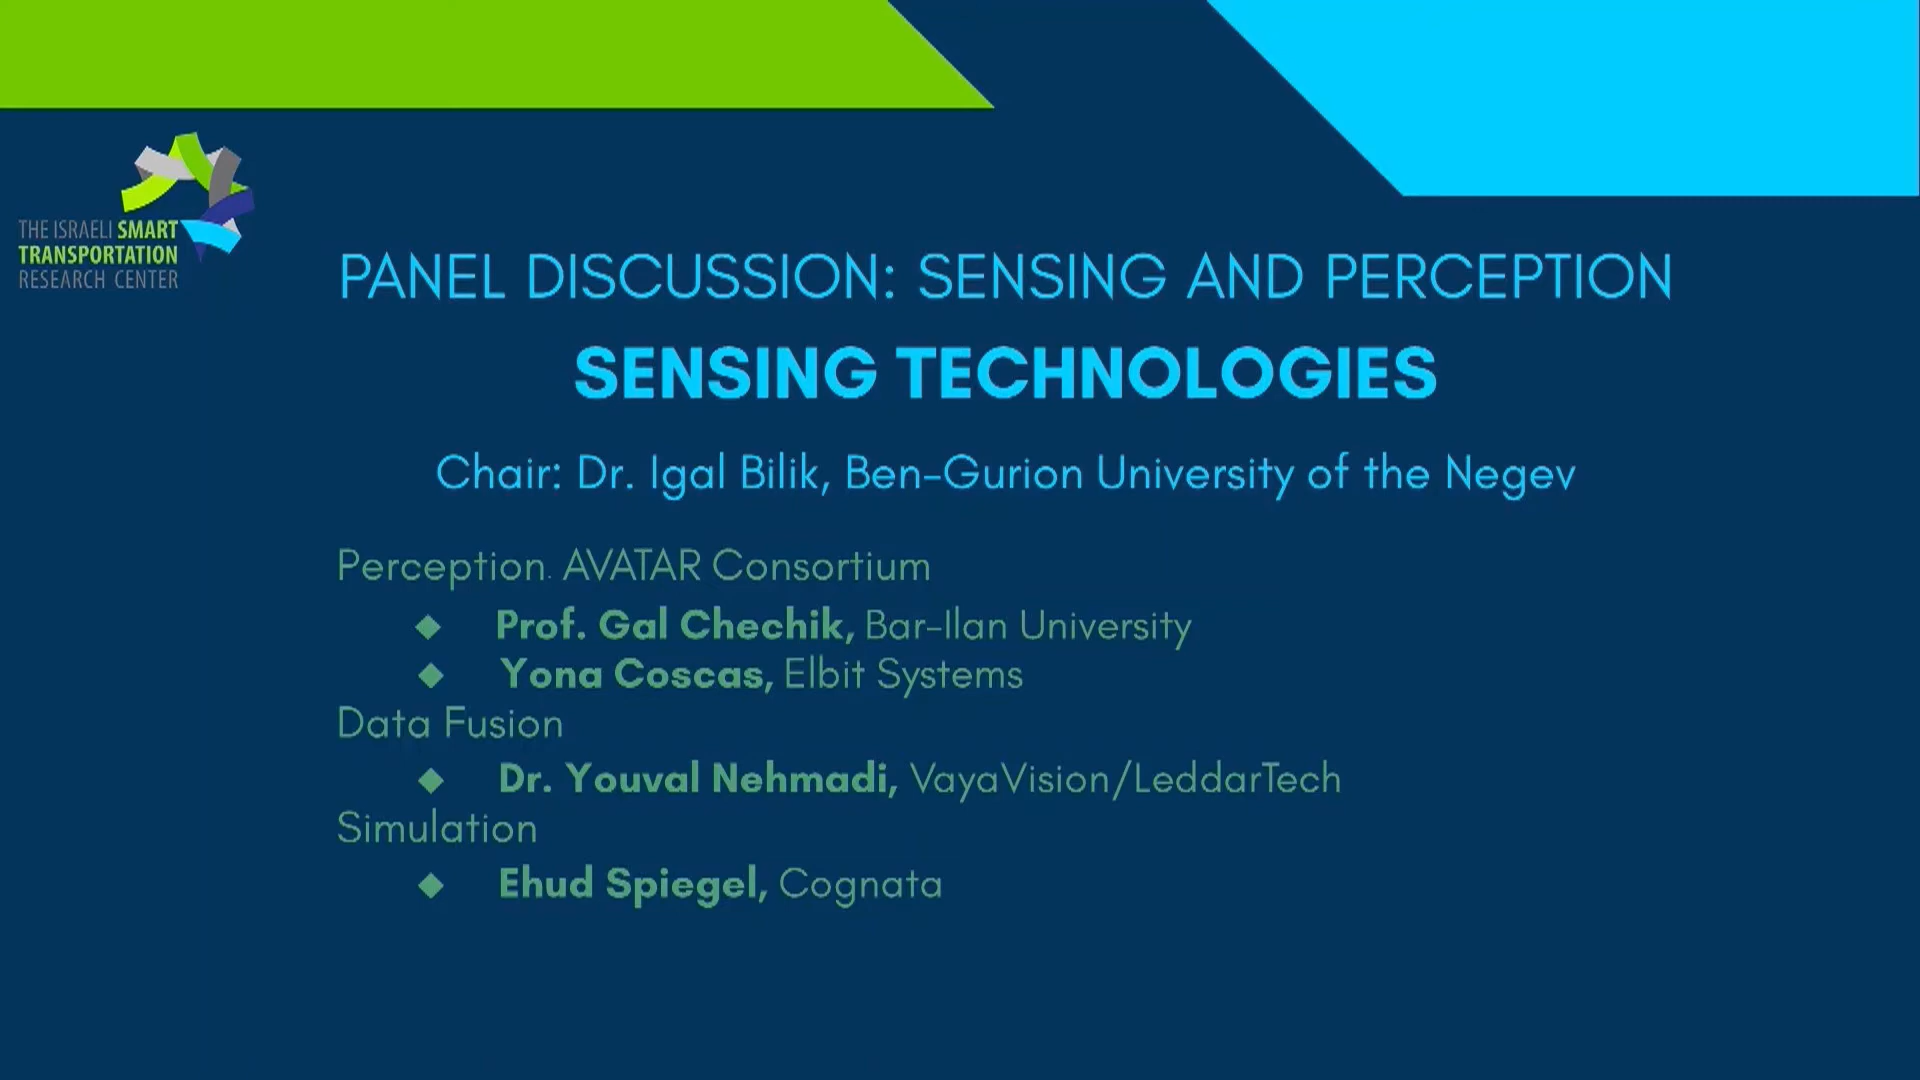 THE ISRAELI SMART
TRANSPORTATION
RESEARCH CENTER
PANEL DISCUSSION: SENSING AND PERCEPTION
SENSING TECHNOLOGIES
Chair: Dr. Igal Bilik, Ben-Gurion University of the Negev
Perception. AVATAR Consortium
◆ Prof. Gal Chechik, Bar-Ilan University
◆ Yona Coscas, Elbit Systems
Data Fusion
◆ Dr. Youval Nehmadi, VayaVision/LeddarTech
Simulation
◆ Ehud Spiegel, Cognata